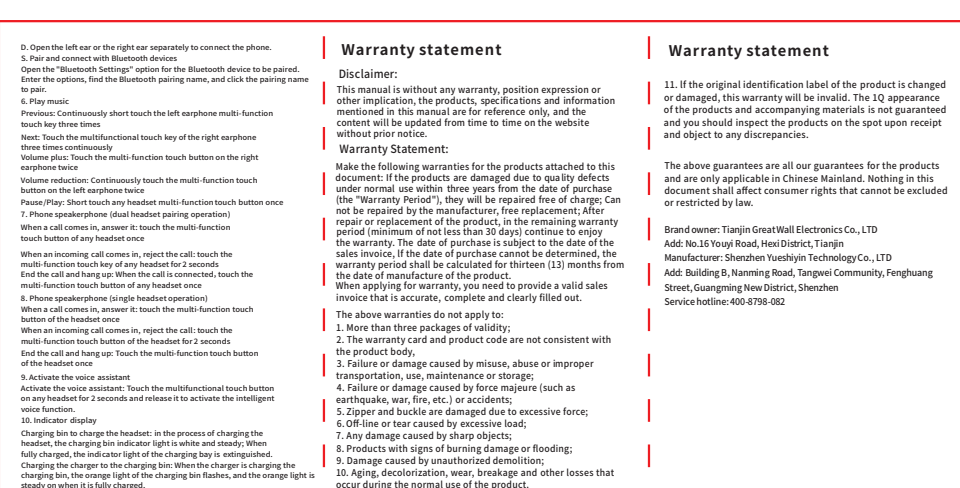 D. Open the left ear or the right ear separately to connect the phone.
S. Pair and connect with Bluetooth devices
Open the "Bluetooth Settings" option for the Bluetooth device to be paired.
Enter the options, find the Bluetooth pairing name, and click the pairing name
to pair.
6. Play music
Previous: Continuously short touch the left earphone multi-function
touch key three times
Next: Touch the multifunctional touch key of the right earphone
three times continuously
Volume plus: Touch the multi-function touch button on the right
earphone twice
Volume reduction: Continuously touch the multi-function touch
button on the left earphone twice
Pause/Play: Short touch any headset multi-function touch button once
7. Phone speakerphone (dual headset pairing operation)
When a call comes in, answer it: touch the multi-function
touch button of any headset once
When an incoming call comes in, reject the call: touch the
multi-function touch key of any headset for 2 seconds
End the call and hang up: When the call is connected, touch the
multi-function touch button of any headset once
8. Phone speakerphone (single headset operation)
When a call comes in, answer it: touch the multi-function touch
button of the headset once
When an incoming call comes in, reject the call: touch the
multi-function touch button of the headset for 2 seconds
End the call and hang up: Touch the multi-function touch button
of the headset once
9. Activate the voice assistant
Activate the voice assistant: Touch the multifunctional touch button
on any headset for 2 seconds and release it to activate the intelligent
voice function.
10. Indicator display
Charging bin to charge the headset: in the process of charging the
headset, the charging bin indicator light is white and steady; When
fully charged, the indicator light of the charging bay is extinguished.
Charging the charger to the charging bin: When the charger is charging the
charging bin, the orange light of the charging bin flashes, and the orange light is
steady on when it is fully charged.
Warranty statement
Disclaimer:
This manual is without any warranty, position expression or
other implication, the products, specifications and information
mentioned in this manual are for reference only, and the
content will be updated from time to time on the website
without prior notice.
Warranty Statement:
Make the following warranties for the products attached to this
document: If the products are damaged due to quality defects
under normal use within three years from the date of purchase
(the "Warranty Period"), they will be repaired free of charge; Can
not be repaired by the manufacturer, free replacement; After
repair or replacement of the product, in the remaining warranty
period (minimum of not less than 30 days) continue to enjoy
the warranty. The date of purchase is subject to the date of the
sales invoice, If the date of purchase cannot be determined, the
warranty period shall be calculated for thirteen (13) months from
the date of manufacture of the product.
When applying for warranty, you need to provide a valid sales
invoice that is accurate, complete and clearly filled out.
The above warranties do not apply to:
1. More than three packages of validity;
2. The warranty card and product code are not consistent with
the product body,
3. Failure or damage caused by misuse, abuse or improper
transportation, use, maintenance or storage;
4. Failure or damage caused by force majeure (such as
earthquake, war, fire, etc.) or accidents;
5. Zipper and buckle are damaged due to excessive force;
6. Off-line or tear caused by excessive load;
7. Any damage caused by sharp objects;
8. Products with signs of burning damage or flooding;
9. Damage caused by unauthorized demolition;
10. Aging, decolorization, wear, breakage and other losses that
occur during the normal use of the product.
Warranty statement
11. If the original identification label of the product is changed
or damaged, this warranty will be invalid. The 1Q appearance
of the products and accompanying materials is not guaranteed
and you should inspect the products on the spot upon receipt
and object to any discrepancies.
The above guarantees are all our guarantees for the products
and are only applicable in Chinese Mainland. Nothing in this
document shall affect consumer rights that cannot be excluded
or restricted by law.
Brand owner: Tianjin Great Wall Electronics Co., LTD
Add: No.16 Youyi Road, Hexi District, Tianjin
Manufacturer: Shenzhen Yueshiyin Technology Co., LTD
Add: Building B, Nanming Road, Tangwei Community, Fenghuang
Street, Guangming New District, Shenzhen
Service hotline: 400-8798-082